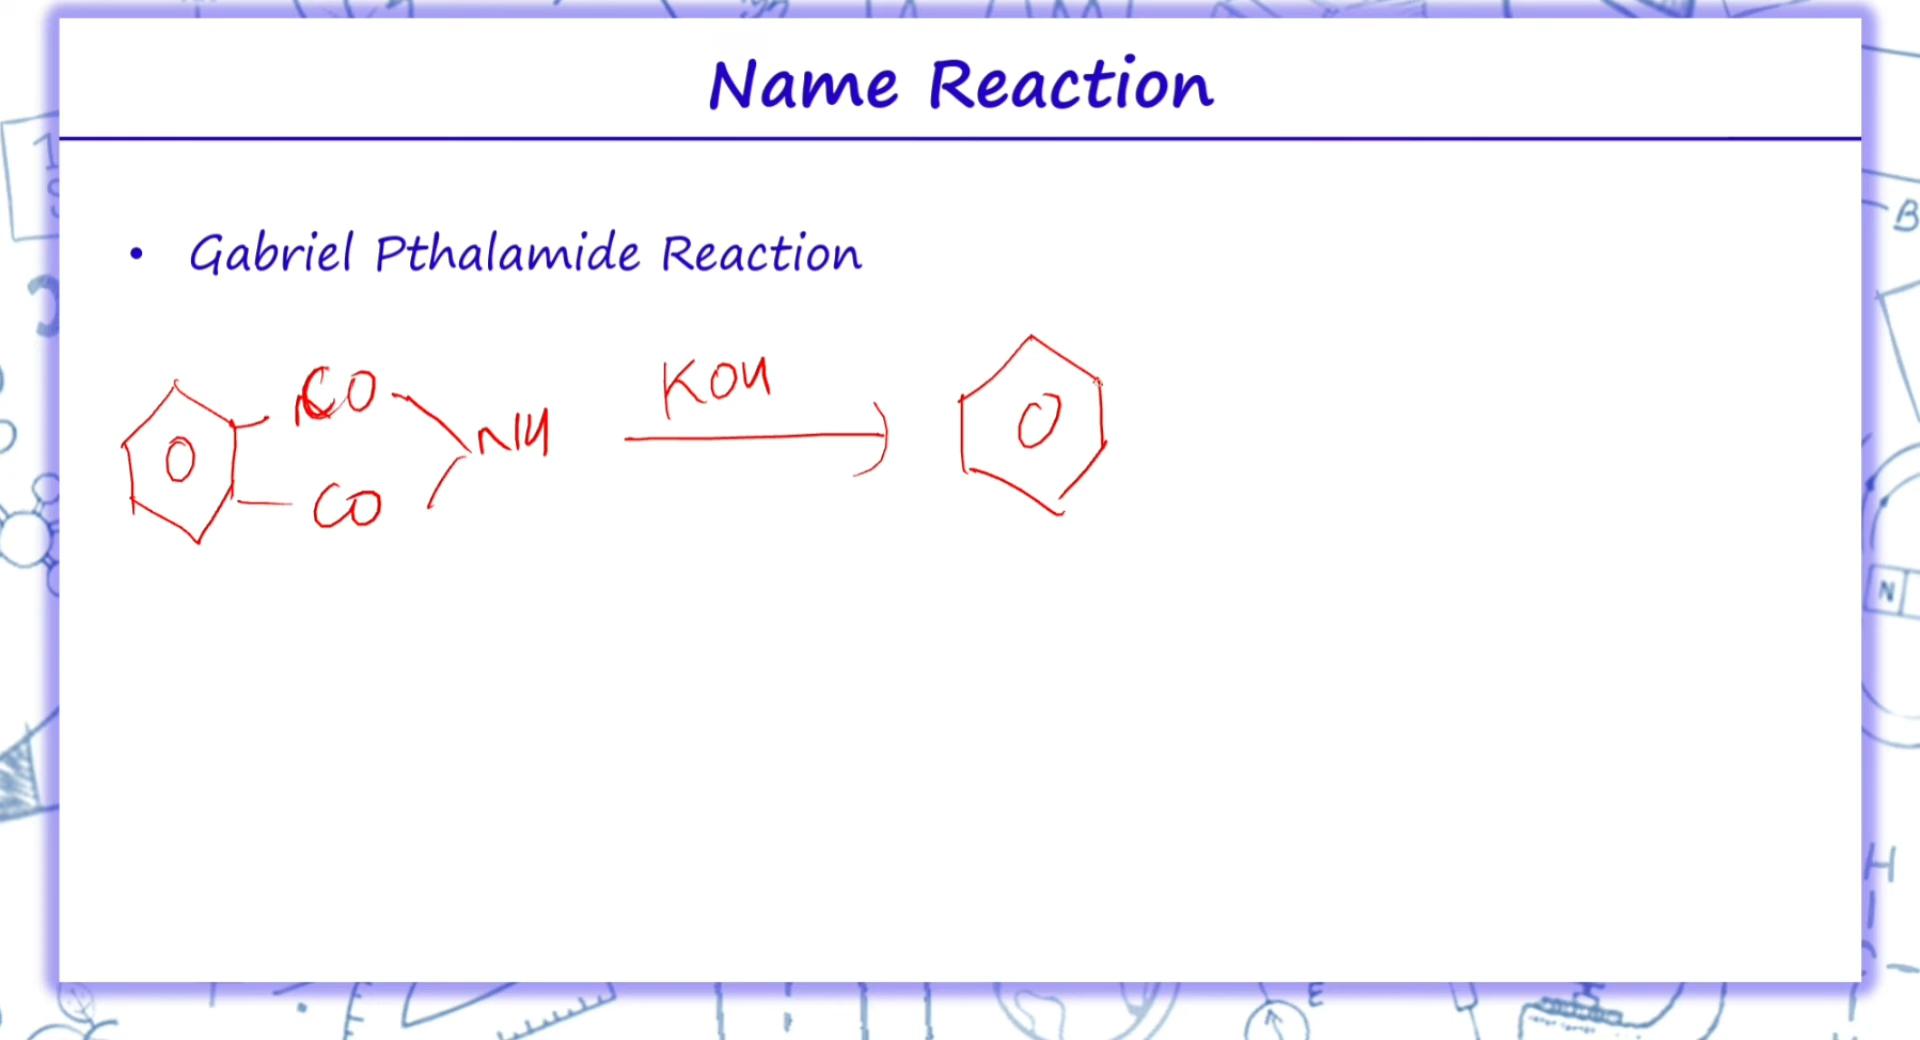 Name Reaction
• Gabriel Pthalamide Reaction
CO
NH
KOH
CO
B
N
H
E